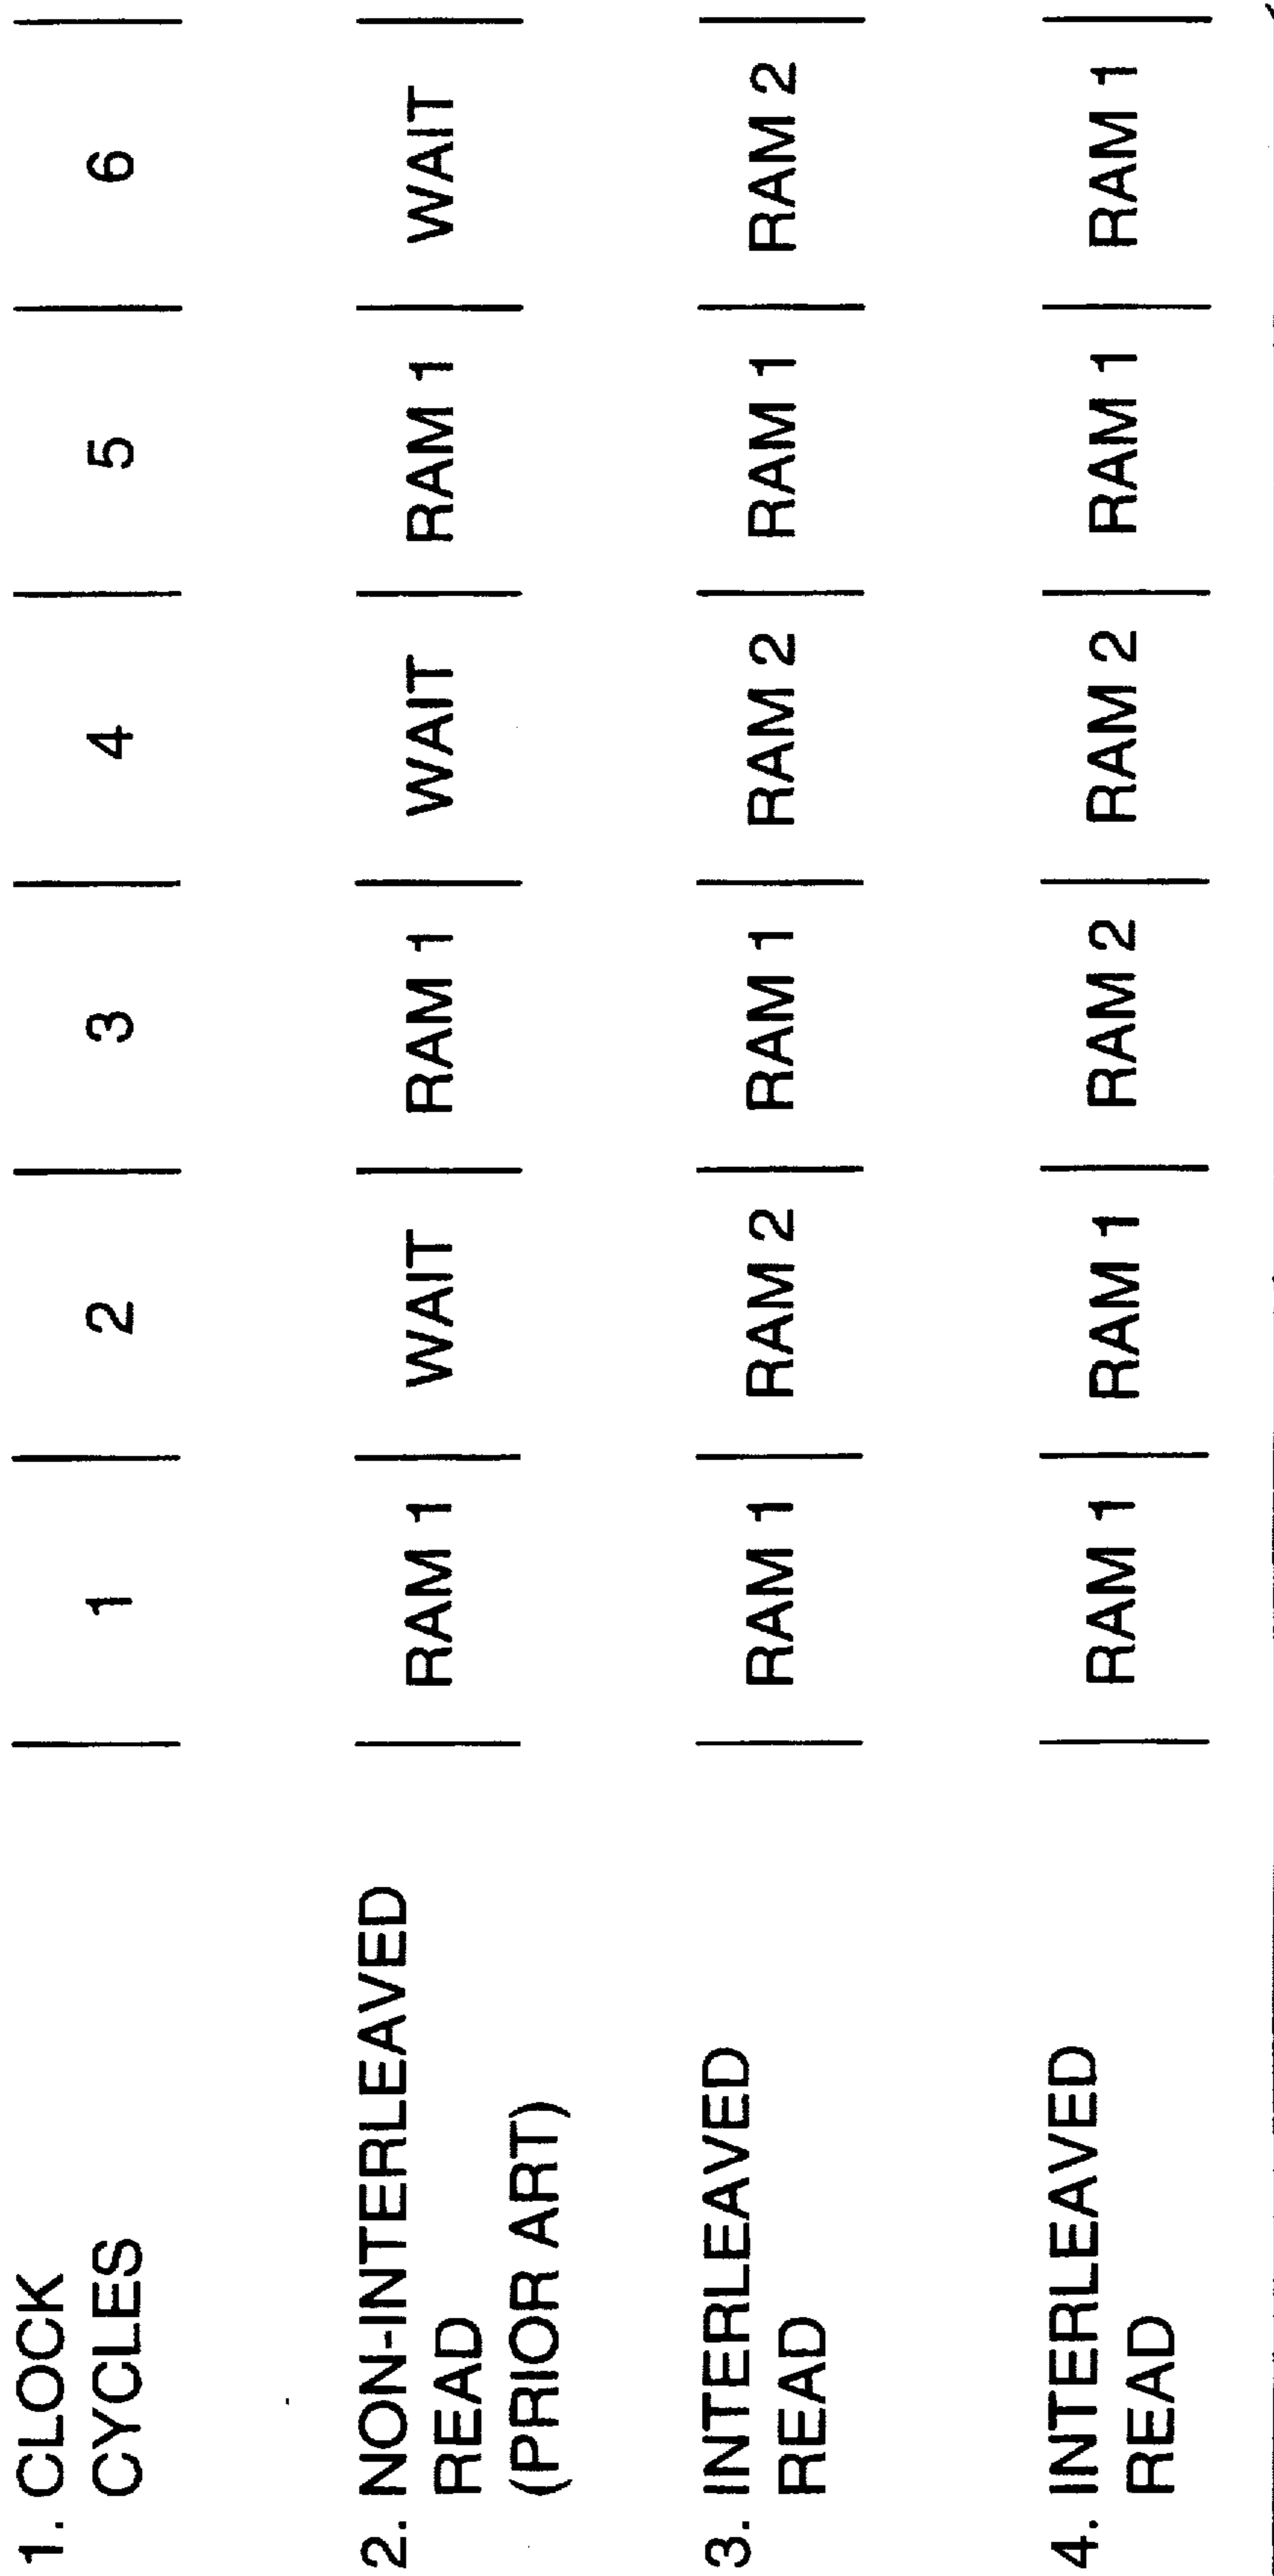 1. CLOCK CYCLES | 1 | 2 | 3 | 4 | 5 | 6 |
2. NON-INTERLEAVED READ (PRIOR ART) | RAM 1 | WAIT | RAM 1 | WAIT | RAM 1 | WAIT |
3. INTERLEAVED READ | RAM 1 | RAM 2 | RAM 1 | RAM 2 | RAM 1 | RAM 2 |
4. INTERLEAVED READ | RAM 1 | RAM 1 | RAM 2 | RAM 2 | RAM 1 | RAM 1 |